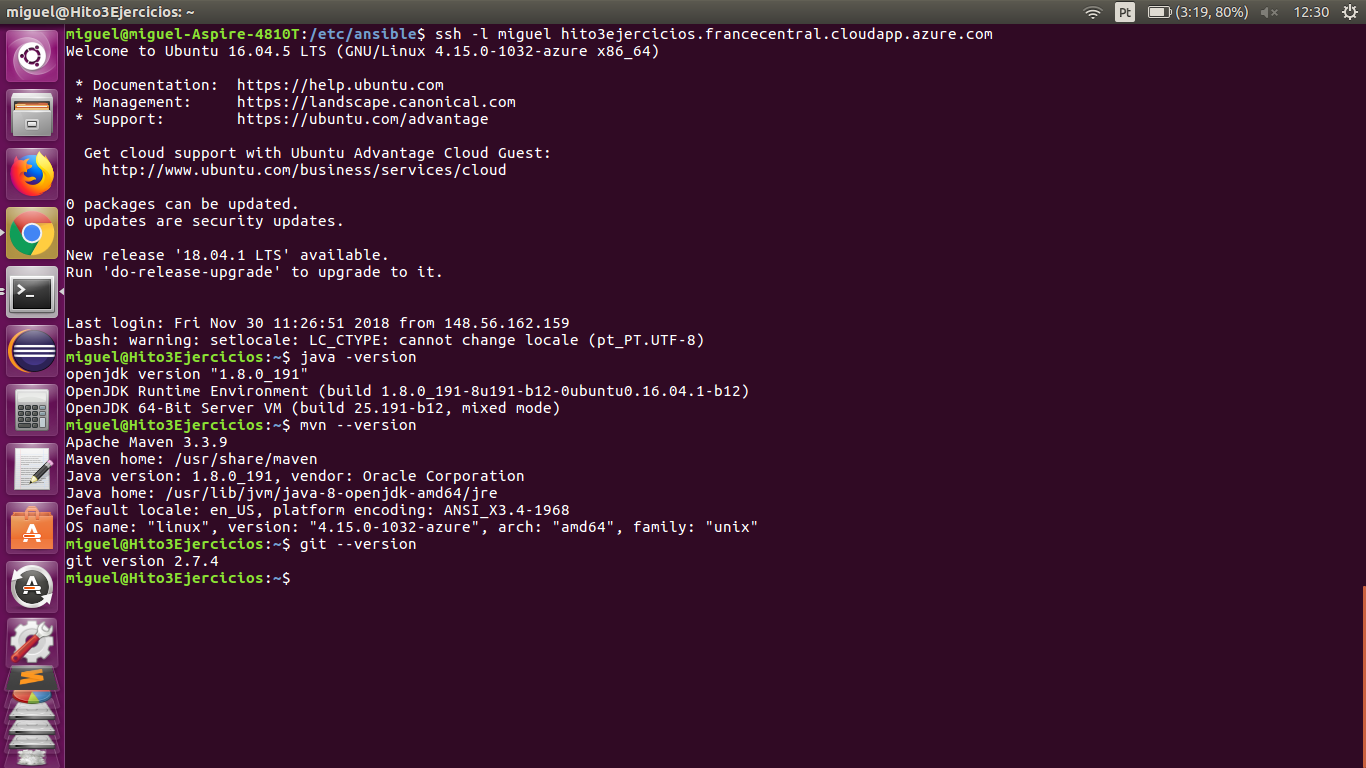 miguel@Hito3Ejercicios: ~
Pt
(3:19, 80%)
12:30
miguel@miguel-Aspire-4810T:/etc/ansible$ ssh -l miguel hito3ejercicios.francecentral.cloudapp.azure.com
Welcome to Ubuntu 16.04.5 LTS (GNU/Linux 4.15.0-1032-azure x86_64)
* Documentation:  https://help.ubuntu.com
* Management:     https://landscape.canonical.com
* Support:        https://ubuntu.com/advantage
Get cloud support with Ubuntu Advantage Cloud Guest:
http://www.ubuntu.com/business/services/cloud
0 packages can be updated.
0 updates are security updates.
New release '18.04.1 LTS' available.
Run 'do-release-upgrade' to upgrade to it.
Last login: Fri Nov 30 11:26:51 2018 from 148.56.162.159
-bash: warning: setlocale: LC_CTYPE: cannot change locale (pt_PT.UTF-8)
miguel@Hito3Ejercicios:~$ java -version
openjdk version "1.8.0_191"
OpenJDK Runtime Environment (build 1.8.0_191-8u191-b12-0ubuntu0.16.04.1-b12)
OpenJDK 64-Bit Server VM (build 25.191-b12, mixed mode)
miguel@Hito3Ejercicios:~$ mvn --version
Apache Maven 3.3.9
Maven home: /usr/share/maven
Java version: 1.8.0_191, vendor: Oracle Corporation
Java home: /usr/lib/jvm/java-8-openjdk-amd64/jre
Default locale: en_US, platform encoding: ANSI_X3.4-1968
OS name: "linux", version: "4.15.0-1032-azure", arch: "amd64", family: "unix"
miguel@Hito3Ejercicios:~$ git --version
git version 2.7.4
miguel@Hito3Ejercicios:~$